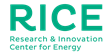 RICE
Research & Innovation
Center for Energy